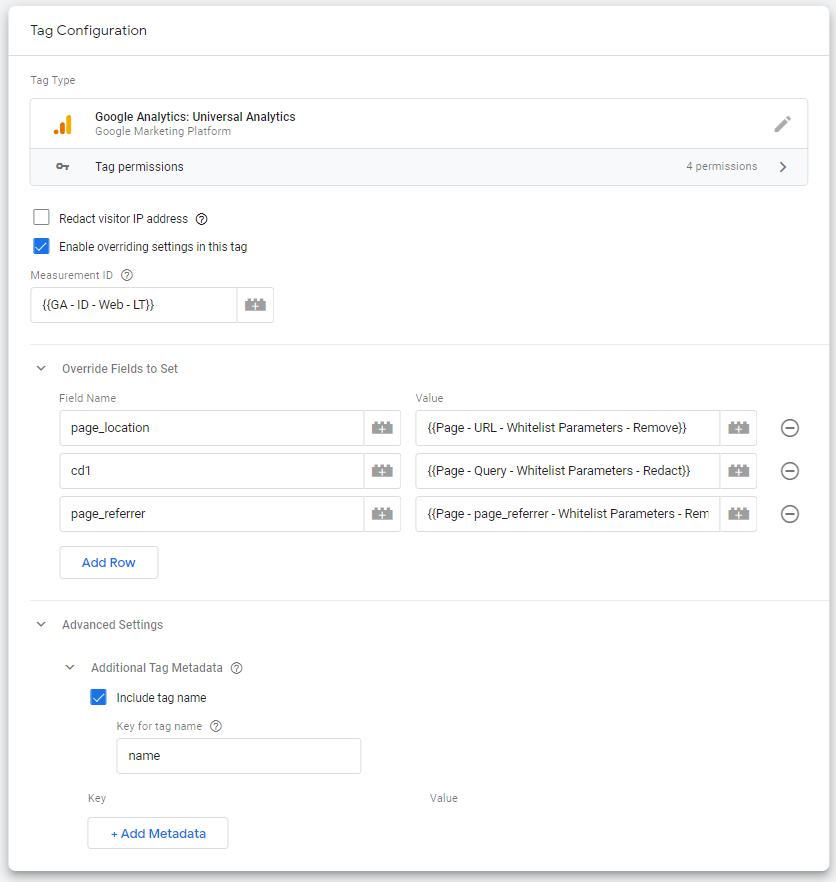 Tag Configuration
Tag Type
Google Analytics: Universal Analytics
Google Marketing Platform
Tag permissions 4 permissions
Redact visitor IP address
Enable overriding settings in this tag
Measurement ID
{{GA - ID - Web - LT}}
Override Fields to Set
Field Name Value
page_location {{Page - URL - Whitelist Parameters - Remove}}
cd1 {{Page - Query - Whitelist Parameters - Redact}}
page_referrer {{Page - page_referrer - Whitelist Parameters - Rem
Add Row
Advanced Settings
Additional Tag Metadata
Include tag name
Key for tag name
name
Key Value
+ Add Metadata